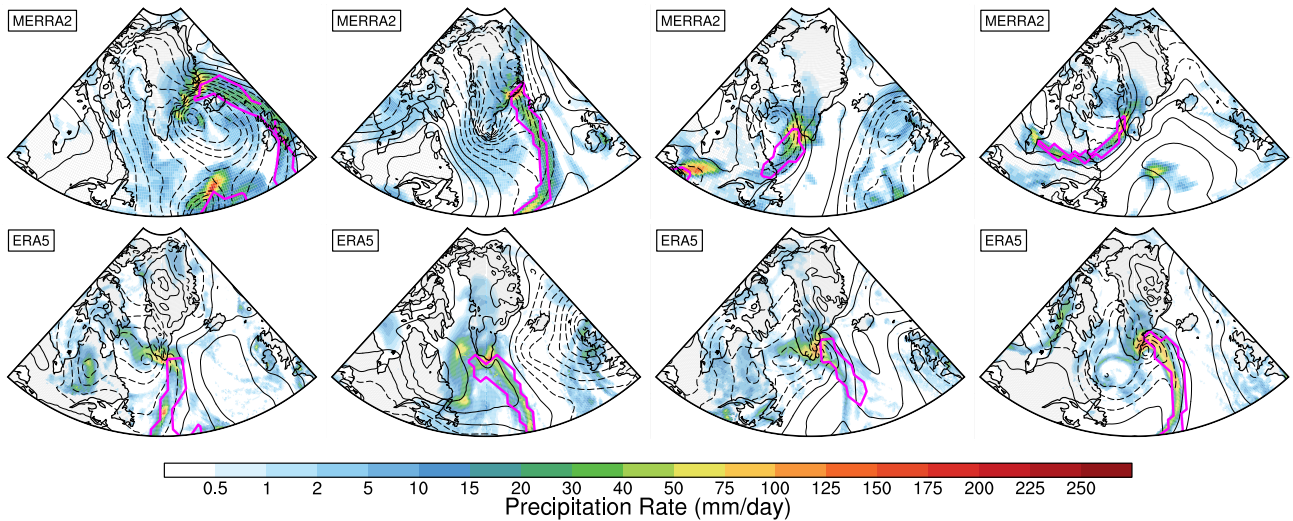 MERRA2 MERRA2 MERRA2 MERRA2
ERA5 ERA5 ERA5 ERA5
0.5 1 2 5 10 15 20 30 40 50 75 100 125 150 175 200 225 250
Precipitation Rate (mm/day)